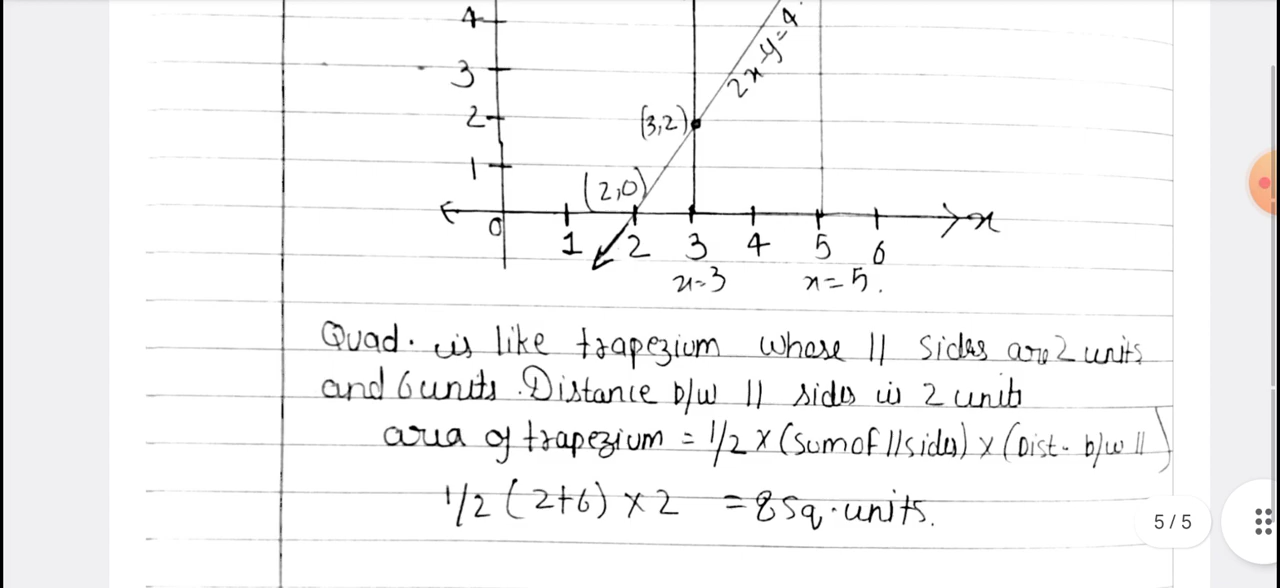 4
2x-y=4
3
2
(3,2)
1
(2,0)
0 1 2 3 4 5 6 x
x=3 x=5.
Quad. is like trapezium whose || sides are 2 units
and 6 units. Distance b/w || sides is 2 units
area of trapezium = 1/2 × (sum of || sides) × (Dist. b/w ||)
1/2 (2+6) × 2 = 8 sq. units.
5 / 5